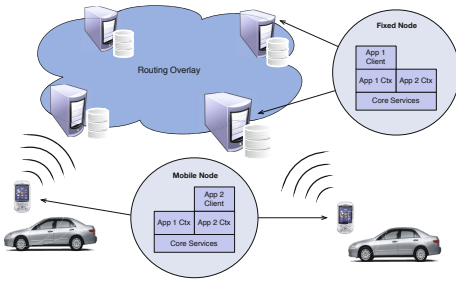 Fixed Node
App 1
Client
App 1 Ctx App 2 Ctx
Core Services
Routing Overlay
Mobile Node
App 2
Client
App 1 Ctx App 2 Ctx
Core Services